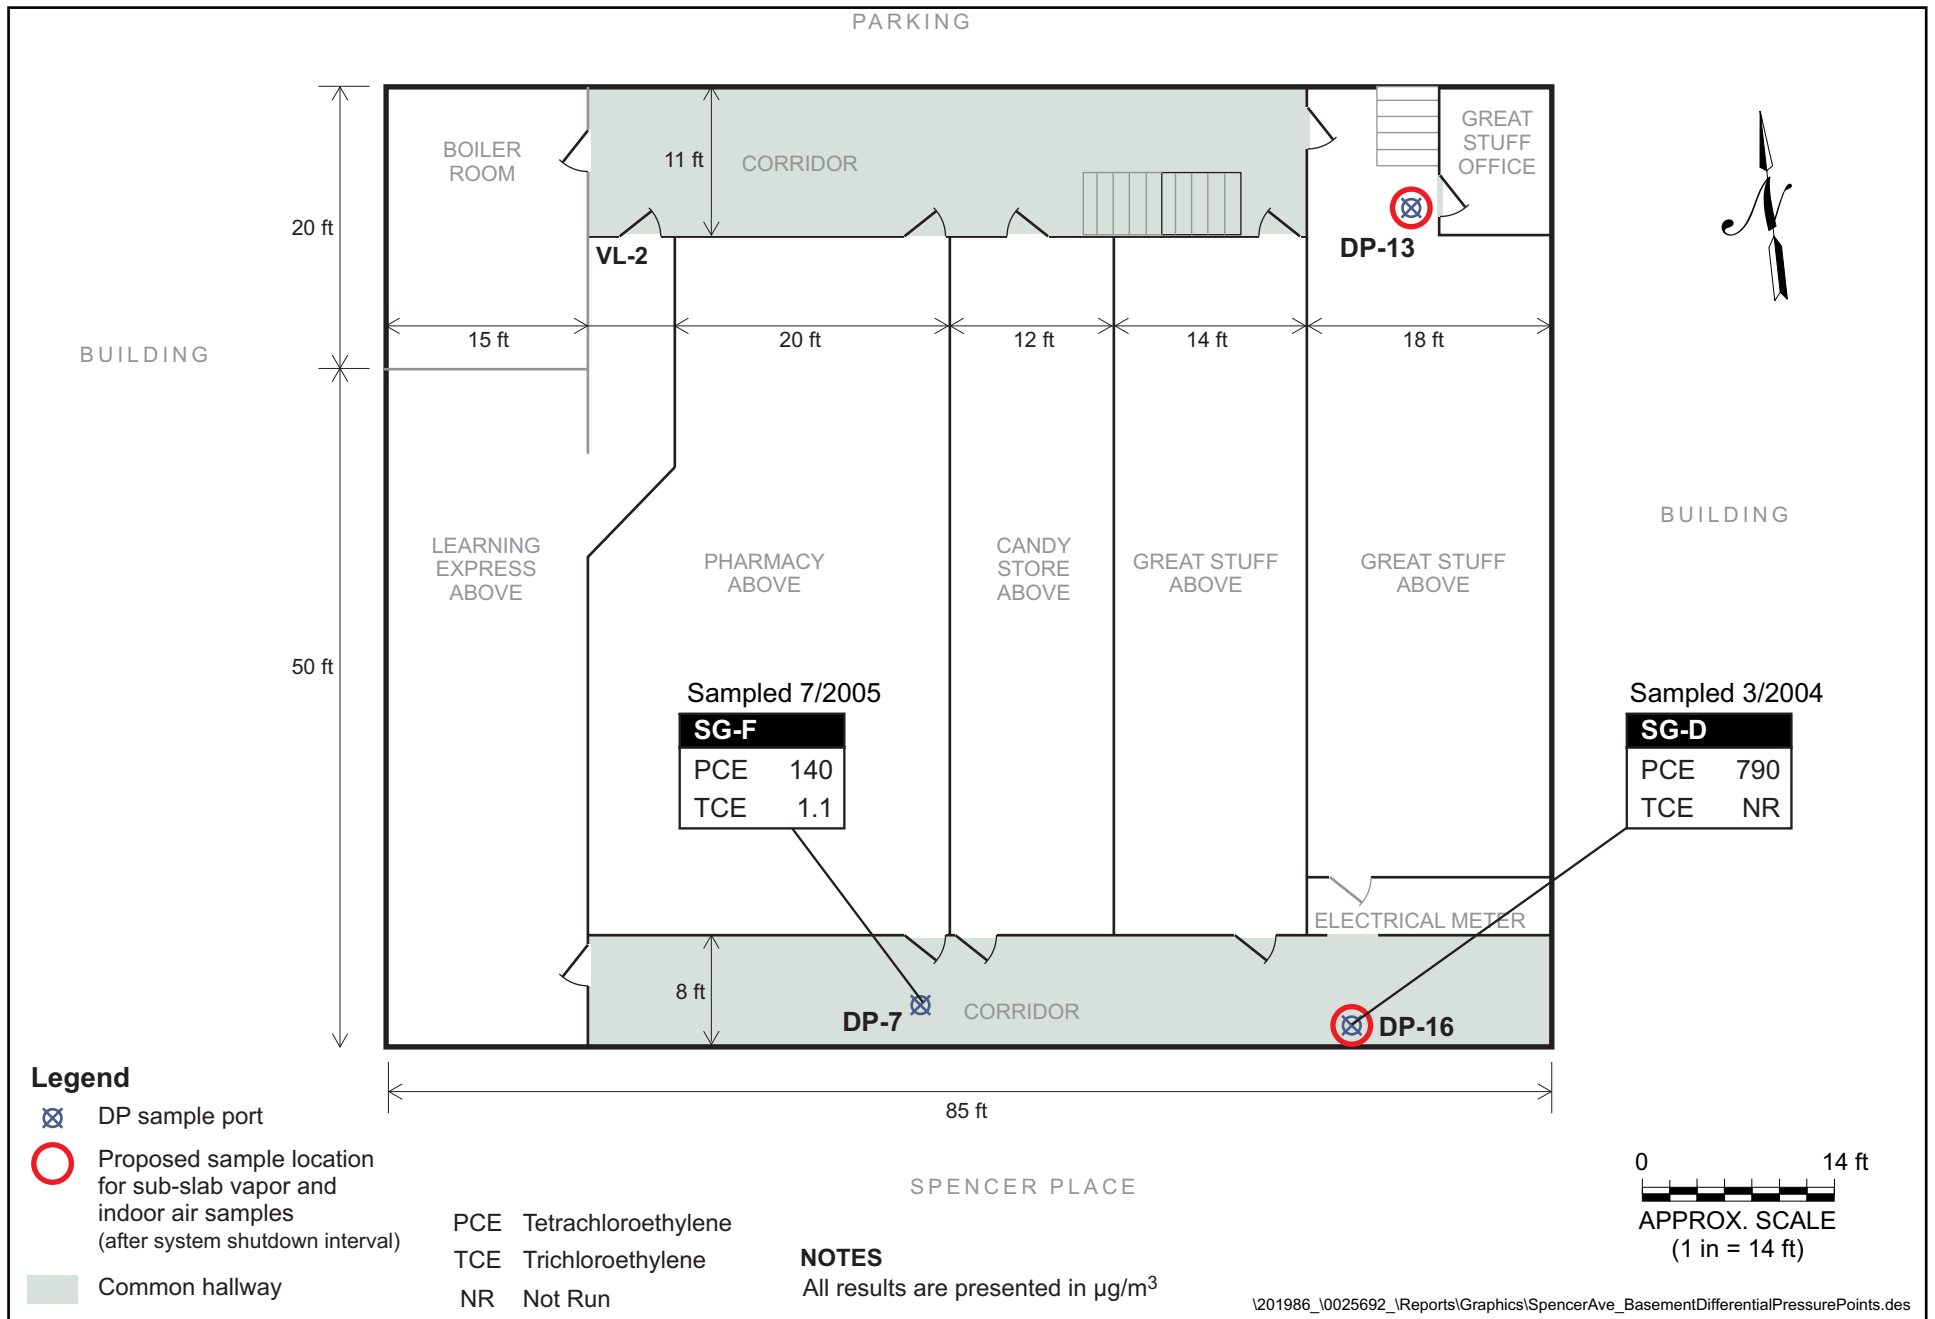 PARKING
BOILER
ROOM
11 ft
CORRIDOR
GREAT
STUFF
OFFICE
20 ft
VL-2
DP-13
15 ft
20 ft
12 ft
14 ft
18 ft
BUILDING
BUILDING
LEARNING
EXPRESS
ABOVE
PHARMACY
ABOVE
CANDY
STORE
ABOVE
GREAT STUFF
ABOVE
GREAT STUFF
ABOVE
50 ft
Sampled 7/2005
SG-F
PCE 140
TCE 1.1
Sampled 3/2004
SG-D
PCE 790
TCE NR
ELECTRICAL METER
8 ft
DP-7
CORRIDOR
DP-16
85 ft
SPENCER PLACE
Legend
DP sample port
Proposed sample location
for sub-slab vapor and
indoor air samples
(after system shutdown interval)
Common hallway
PCE Tetrachloroethylene
TCE Trichloroethylene
NR Not Run
NOTES
All results are presented in µg/m³
N
0 14 ft
APPROX. SCALE
(1 in = 14 ft)
\201986_\0025692_\Reports\Graphics\SpencerAve_BasementDifferentialPressurePoints.des